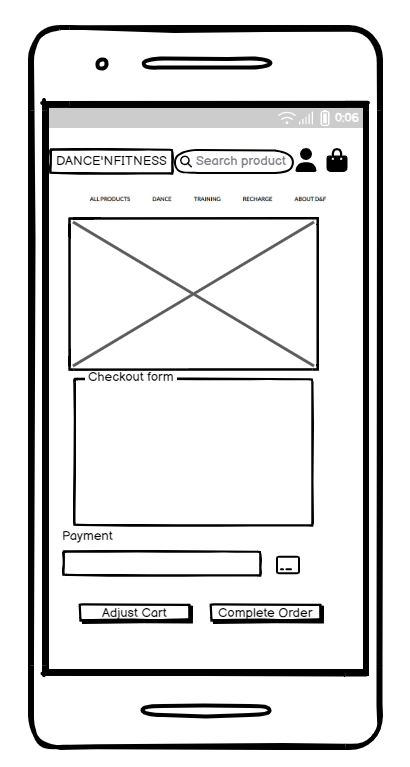 0:06
DANCE'NFITNESS Search product
ALL PRODUCTS DANCE TRAINING RECHARGE ABOUT D&F
Checkout form
Payment
Adjust Cart Complete Order